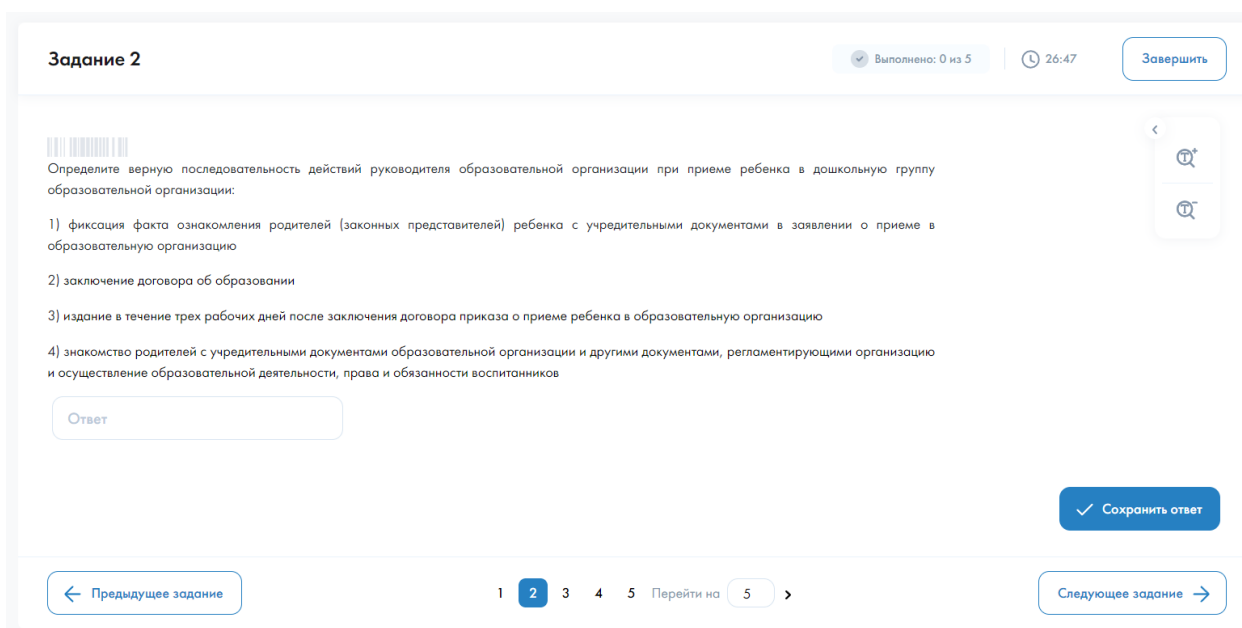 Задание 2
Выполнено: 0 из 5
26:47
Завершить
Определите верную последовательность действий руководителя образовательной организации при приеме ребенка в дошкольную группу
образовательной организации:
1) фиксация факта ознакомления родителей (законных представителей) ребенка с учредительными документами в заявлении о приеме в
образовательную организацию
2) заключение договора об образовании
3) издание в течение трех рабочих дней после заключения договора приказа о приеме ребенка в образовательную организацию
4) знакомство родителей с учредительными документами образовательной организации и другими документами, регламентирующими организацию
и осуществление образовательной деятельности, права и обязанности воспитанников
Ответ
Сохранить ответ
Предыдущее задание
1 2 3 4 5 Перейти на 5
Следующее задание